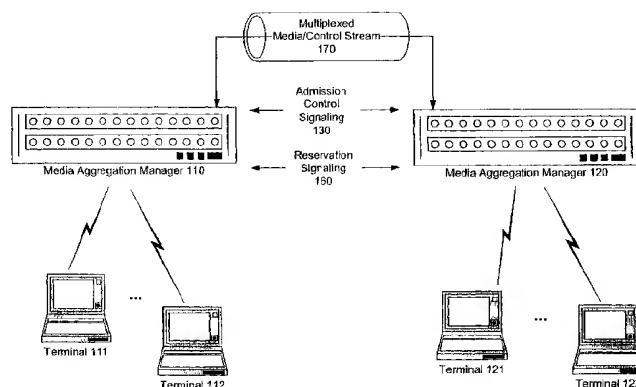 Multiplexed
Media/Control Stream
170
Admission
Control
Signaling
130
Reservation
Signaling
160
Media Aggregation Manager 110
Media Aggregation Manager 120
...
...
Terminal 111
Terminal 112
Terminal 121
Terminal